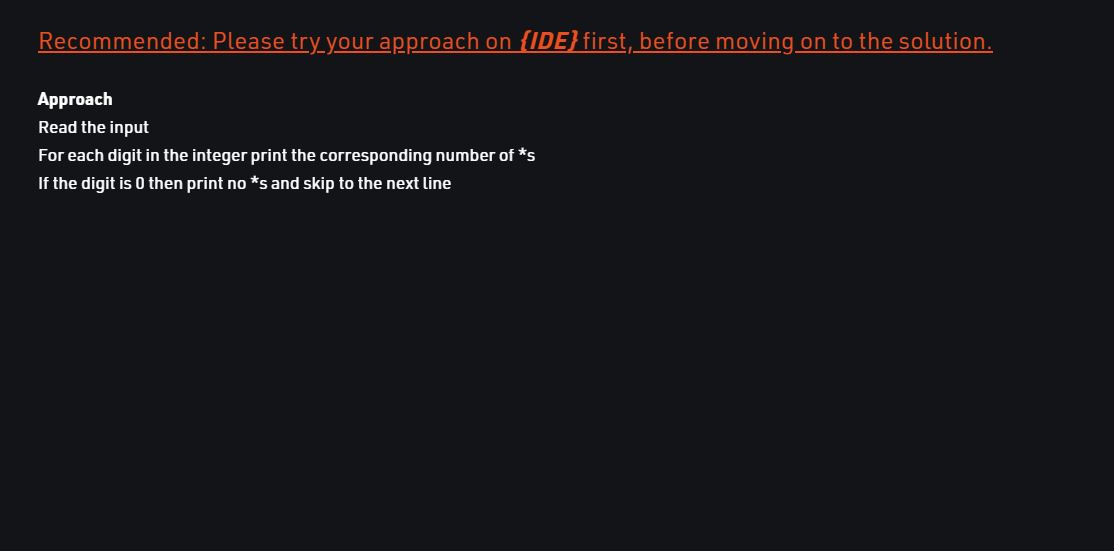 Recommended: Please try your approach on {IDE} first, before moving on to the solution.
Approach
Read the input
For each digit in the integer print the corresponding number of *s
If the digit is 0 then print no *s and skip to the next line